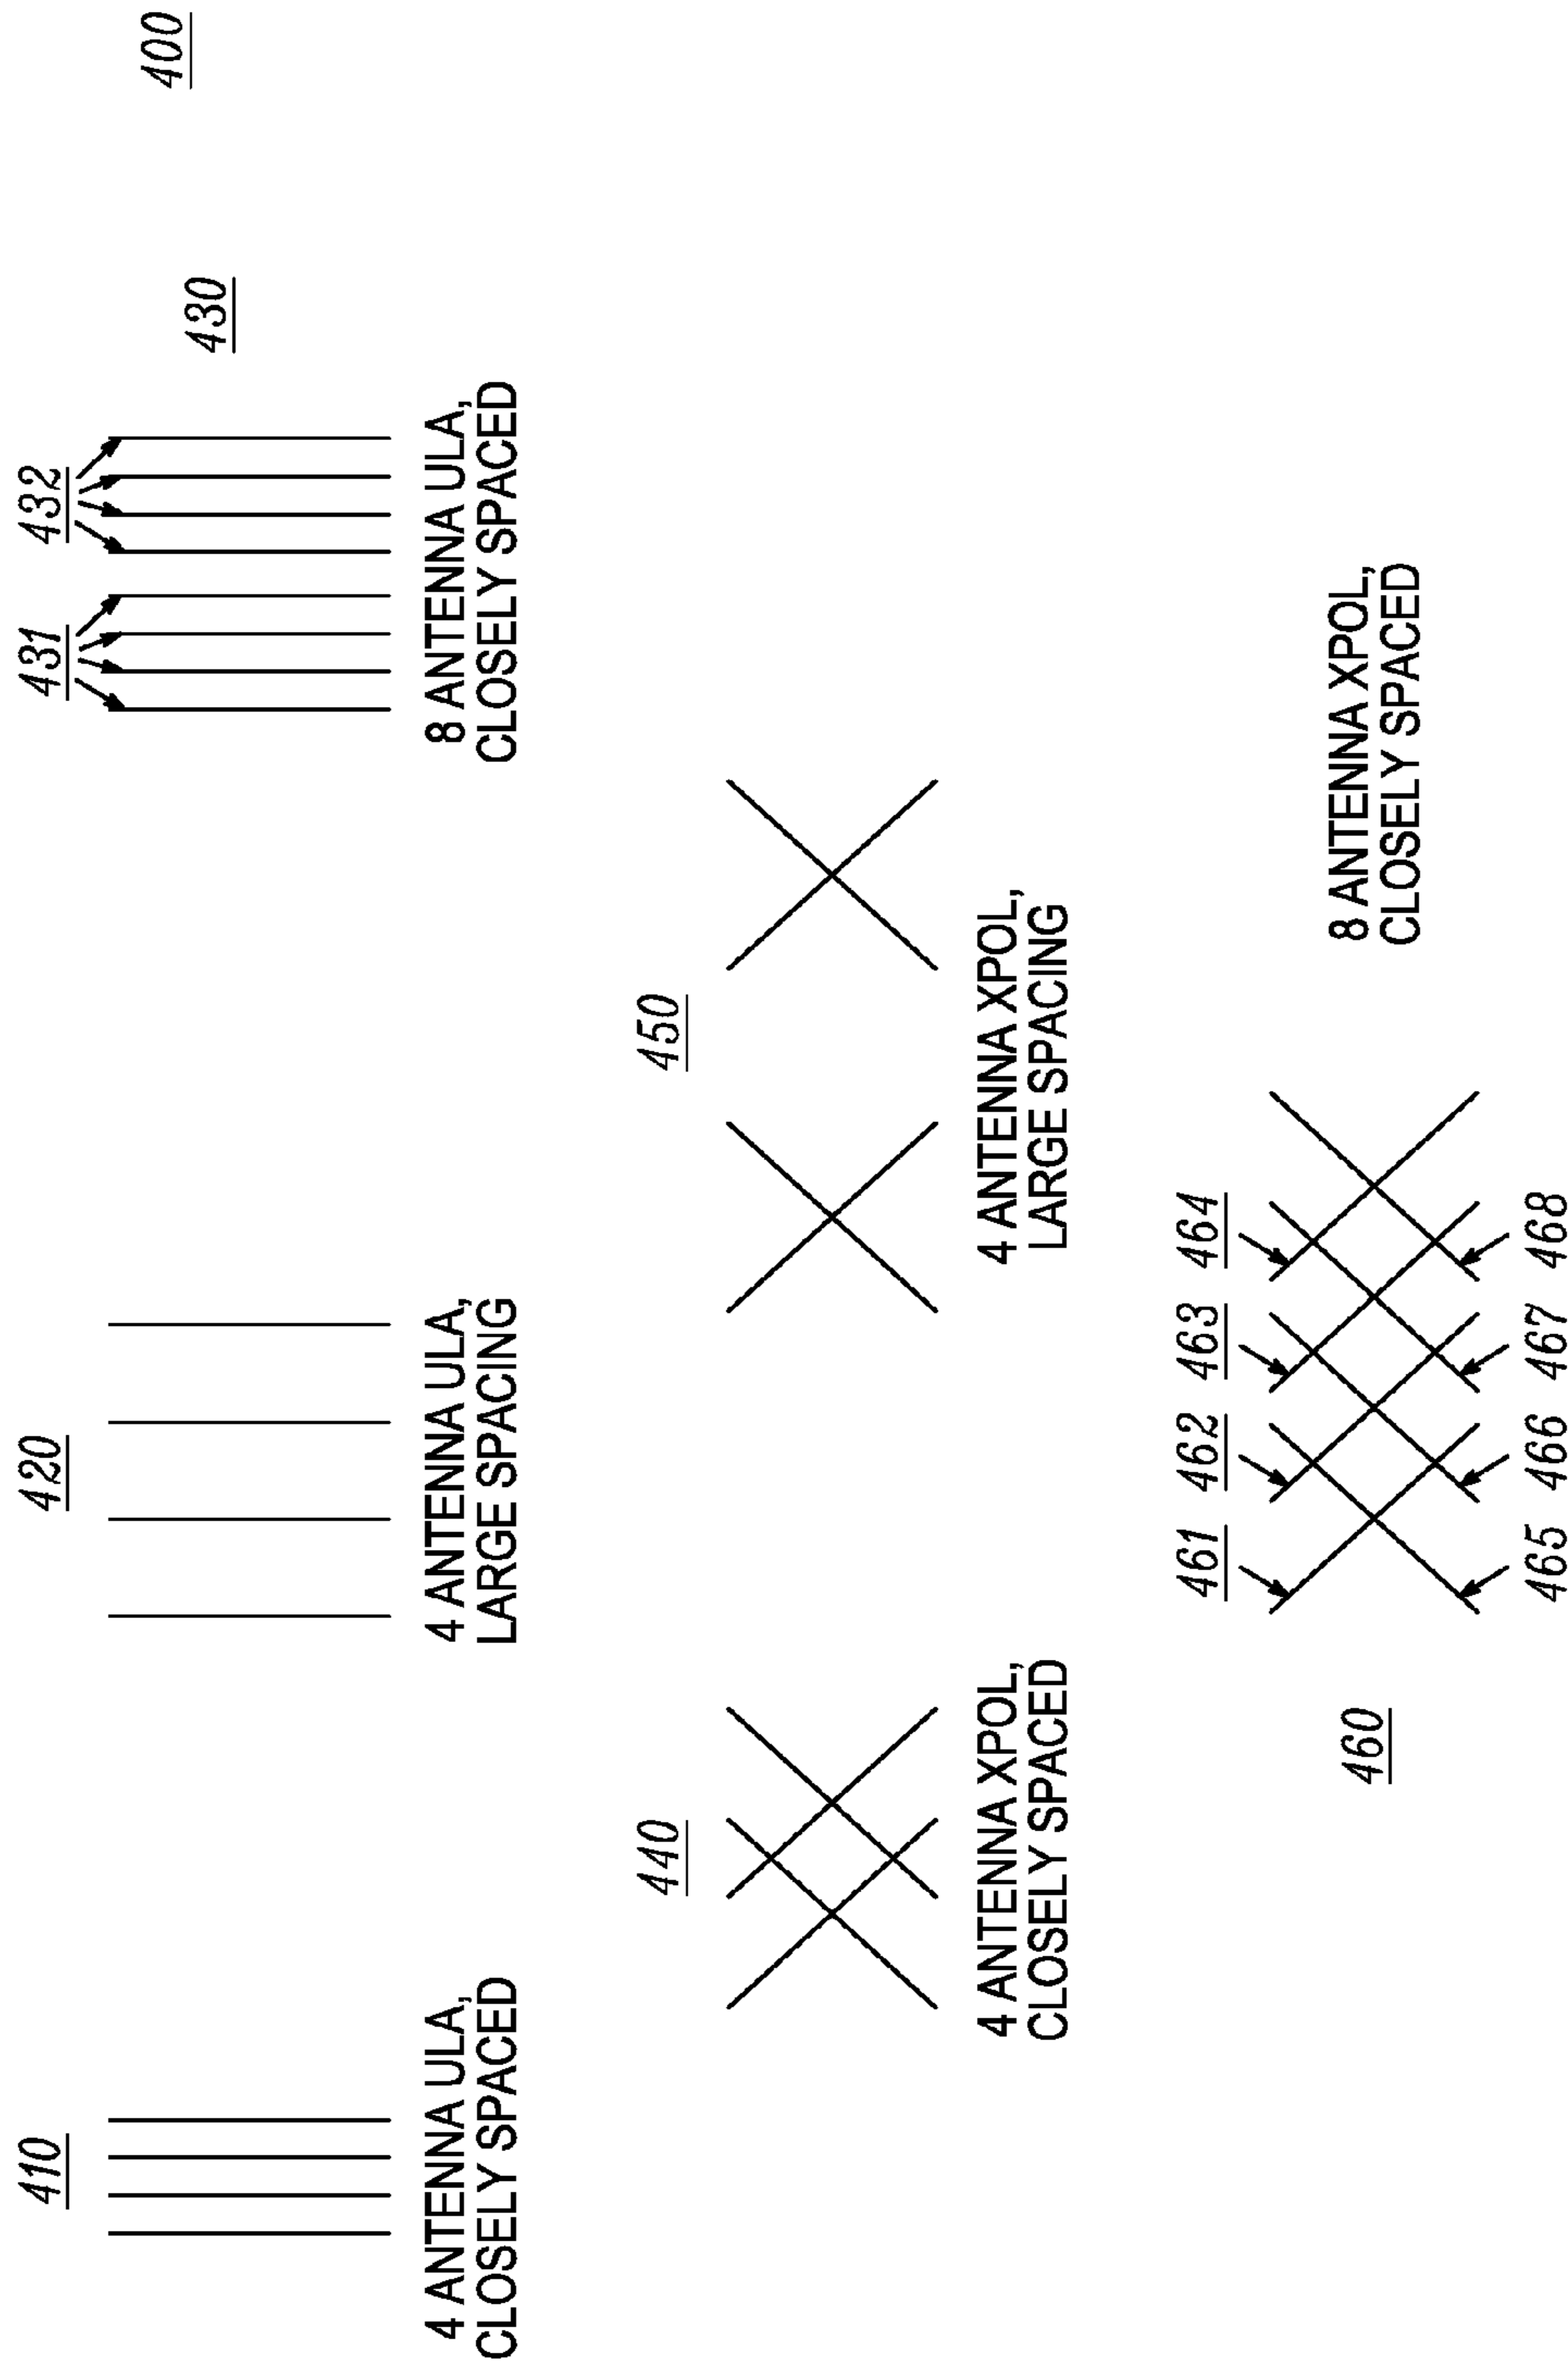 400
410
4 ANTENNA ULA,
CLOSELY SPACED
420
4 ANTENNA ULA,
LARGE SPACING
431
432
430
8 ANTENNA ULA,
CLOSELY SPACED
440
4 ANTENNA XPOL,
CLOSELY SPACED
450
4 ANTENNA XPOL,
LARGE SPACING
460
461
462
463
464
465
466
467
468
8 ANTENNA XPOL,
CLOSELY SPACED